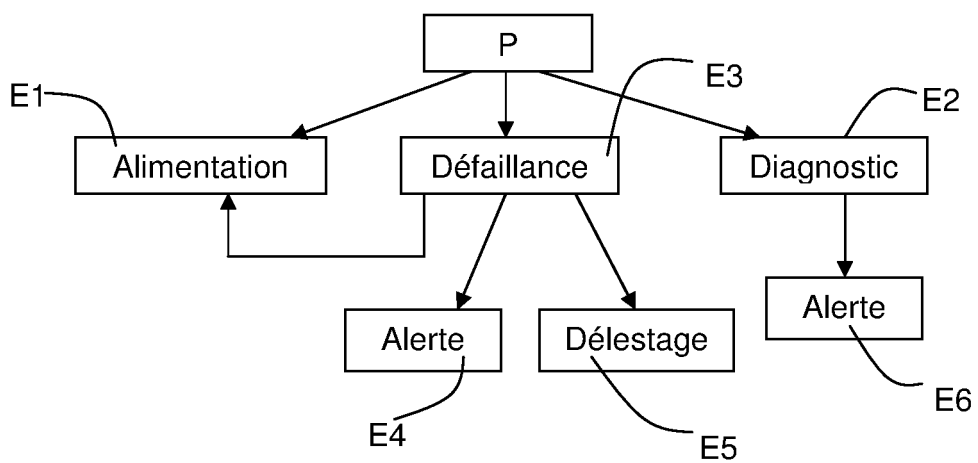 P
E1
E3
E2
Alimentation
Défaillance
Diagnostic
Alerte
Délestage
Alerte
E4
E5
E6